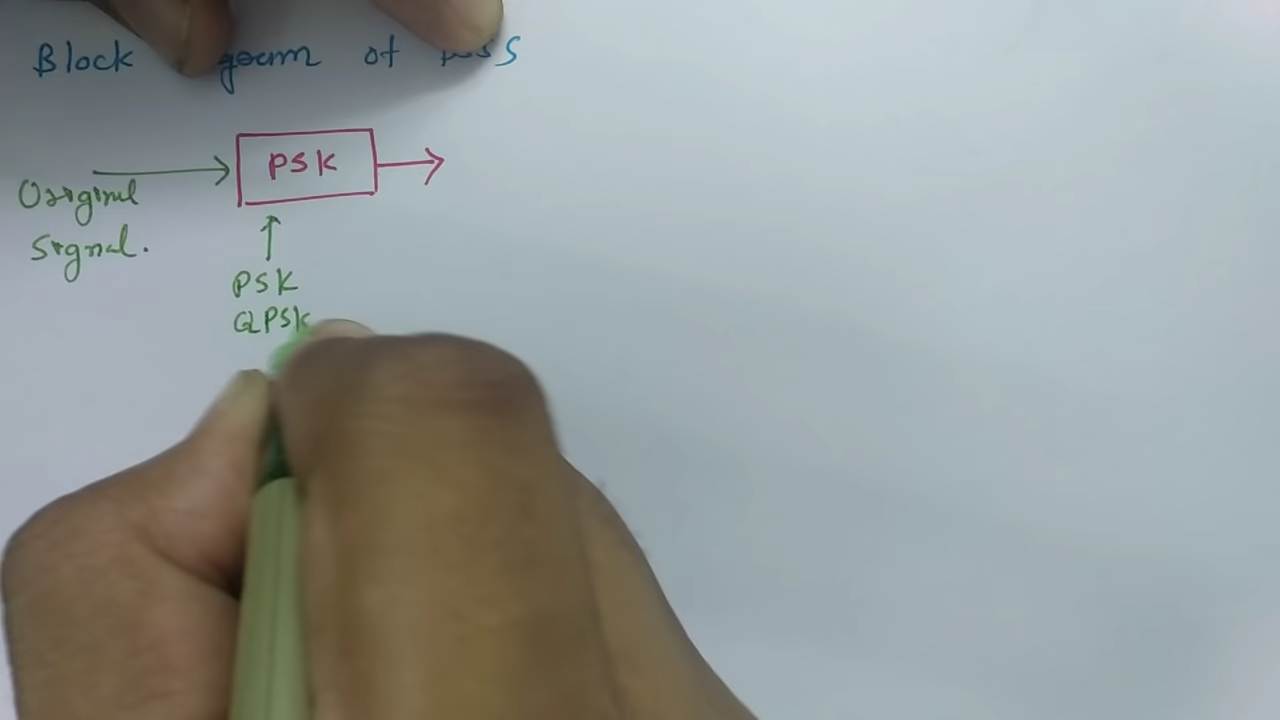 Block of
PSK
Original
Signal.
PSK
QPSK